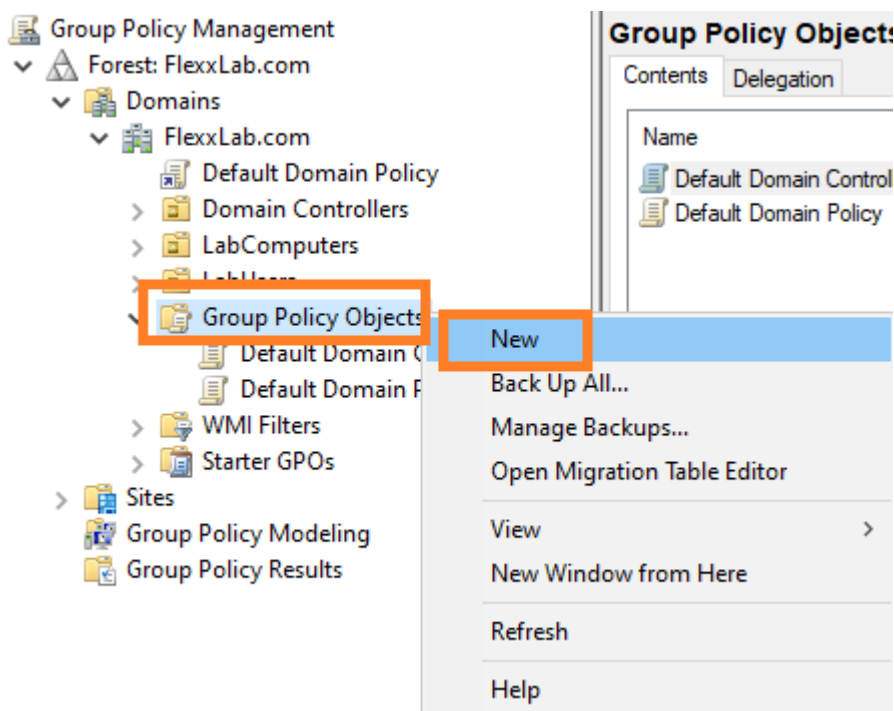 Group Policy Management
Forest: FlexxLab.com
Domains
FlexxLab.com
Default Domain Policy
Domain Controllers
LabComputers
LabUsers
Group Policy Objects
Default Domain
Default Domain
WMI Filters
Starter GPOs
Sites
Group Policy Modeling
Group Policy Results
Group Policy Objects
Contents
Delegation
Name
Default Domain Control
Default Domain Policy
New
Back Up All...
Manage Backups...
Open Migration Table Editor
View
New Window from Here
Refresh
Help